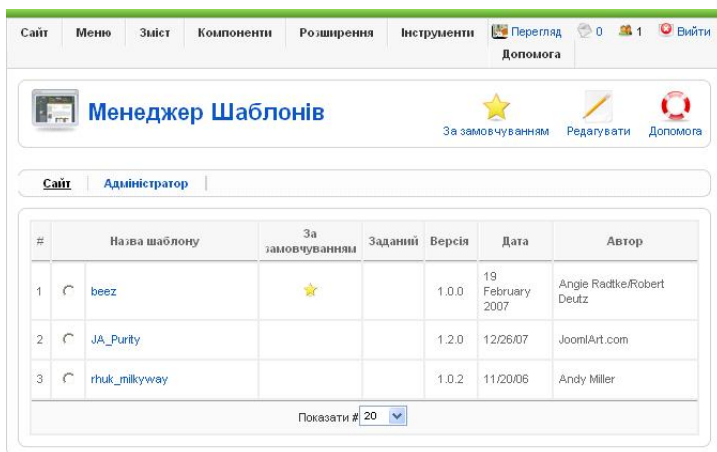 Сайт Меню Зміст Компоненти Розширення Інструменти Перегляд 0 1 Вийти
Допомога
Менеджер Шаблонів
За замовчуванням Редагувати Допомога
Сайт Адміністратор
# Назва шаблону За замовчуванням Заданий Версія Дата Автор
1 beez 1.0.0 19 February 2007 Angie Radtke/Robert Deutz
2 JA_Purity 1.2.0 12/26/07 JoomlArt.com
3 rhuk_milkyway 1.0.2 11/20/06 Andy Miller
Показати # 20